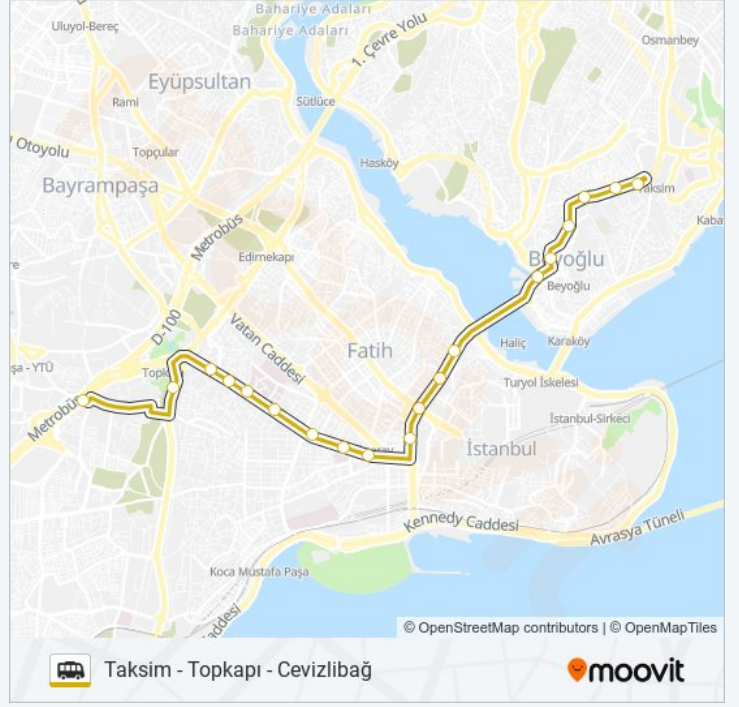 Bahariye Adaları
Bahariye Adaları
Uluyol-Bereç
1. Çevre Yolu
Osmanbey
Eyüpsultan
Rami
Sütlüce
Otoyolu
Topçular
Hasköy
Bayrampaşa
Taksim
Metrobüs
Kaba
Edirnekapı
Beyoğlu
Beyoğlu
D-100
Vatan Caddesi
Fatih
Haliç
Karaköy
şa - YTÜ
Topk
Turyol İskelesi
Metrobüs
İstanbul-Sirkeci
İstanbul
Kennedy Caddesi
Avrasya Tüneli
Koca Mustafa Paşa
addesi
© OpenStreetMap contributors | © OpenMapTiles
Taksim - Topkapı - Cevizlibağ
moovit